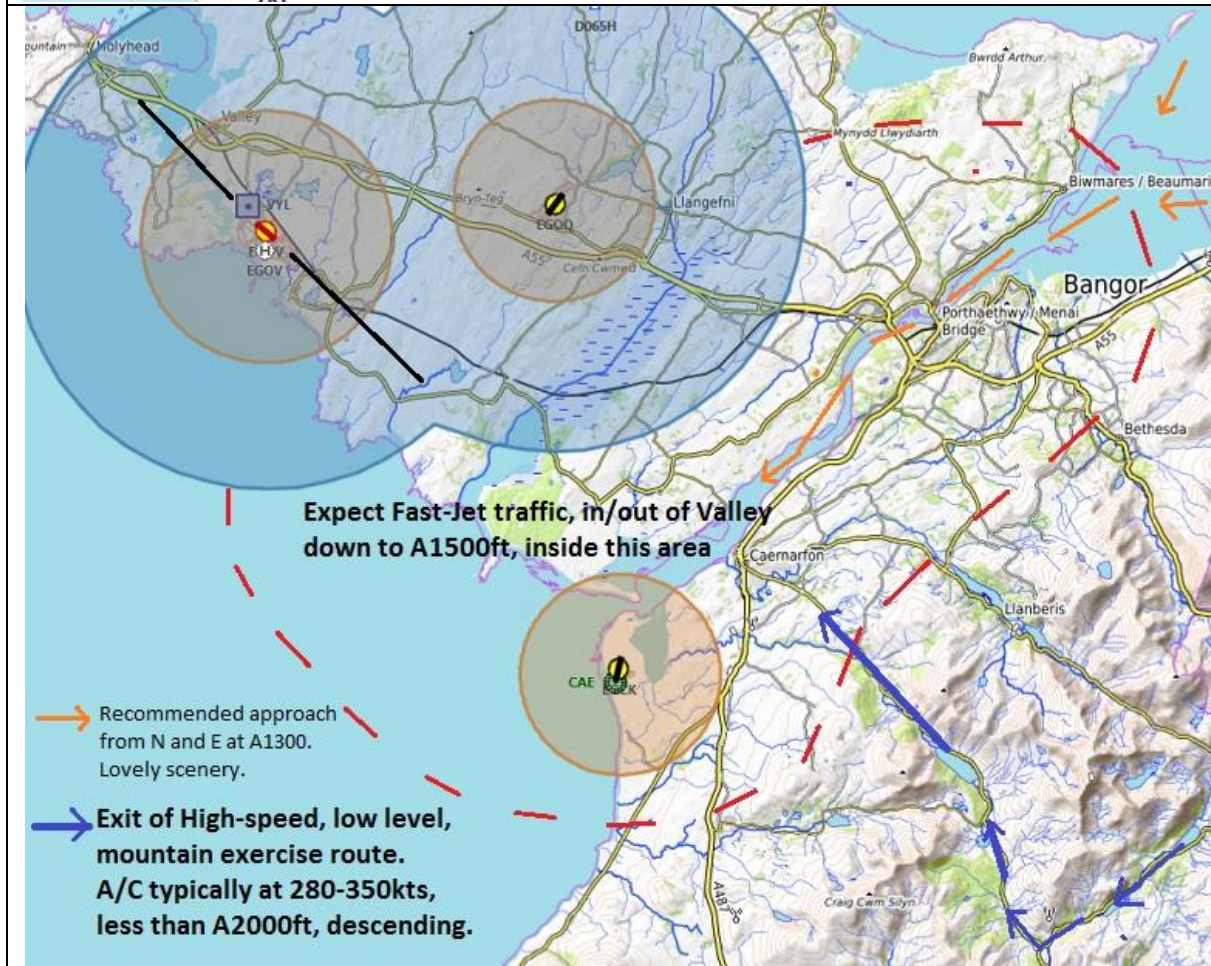 D065H
ountain
Holyhead
Valley
VYL
EGOV
Bryn-Teg
EGOQ
A55
Cefn Cwmwd
Llangefni
Bwrdd Arthur
Mynydd Llwydiarth
Biwmares / Beaumari
Bangor
Porthaethwy / Menai
Bridge
A55
Bethesda
Expect Fast-Jet traffic, in/out of Valley
down to A1500ft, inside this area
Caernarfon
Llanberis
CAE
Recommended approach
from N and E at A1300.
Lovely scenery.
Exit of High-speed, low level,
mountain exercise route.
A/C typically at 280-350kts,
less than A2000ft, descending.
A487
Craig Cwm Silyn